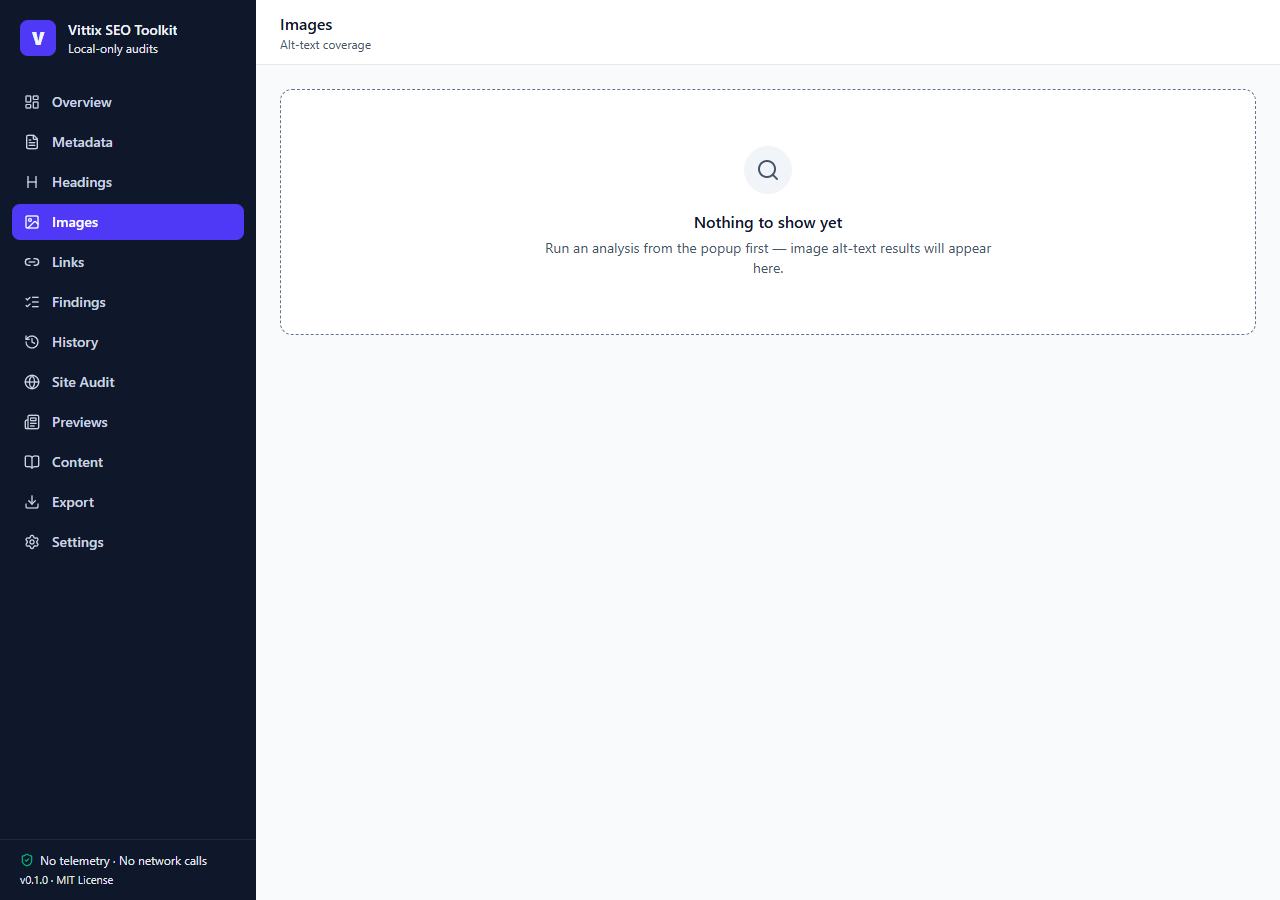 V
Vittix SEO Toolkit
Local-only audits
Overview
Metadata
Headings
Images
Links
Findings
History
Site Audit
Previews
Content
Export
Settings
No telemetry · No network calls
v0.1.0 · MIT License
Images
Alt-text coverage
Nothing to show yet
Run an analysis from the popup first — image alt-text results will appear
here.